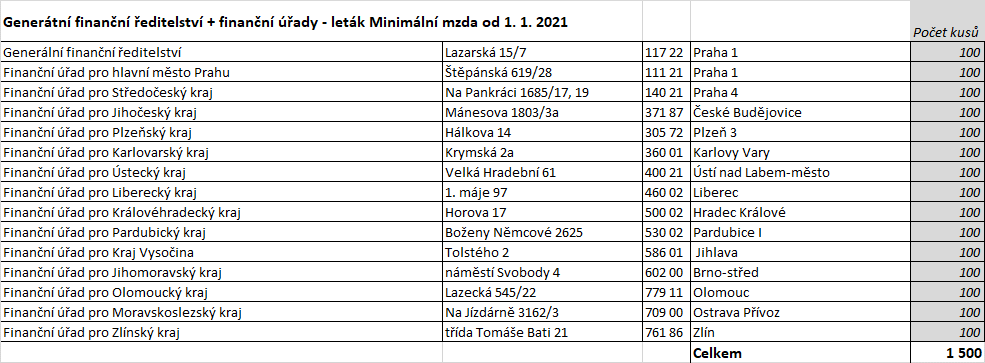 Generátní finanční ředitelství + finanční úřady - leták Minimální mzda od 1. 1. 2021 Počet kusů
Generální finanční ředitelství Lazarská 15/7 117 22 Praha 1 100
Finanční úřad pro hlavní město Prahu Štěpánská 619/28 111 21 Praha 1 100
Finanční úřad pro Středočeský kraj Na Pankráci 1685/17, 19 140 21 Praha 4 100
Finanční úřad pro Jihočeský kraj Mánesova 1803/3a 371 87 České Budějovice 100
Finanční úřad pro Plzeňský kraj Hálkova 14 305 72 Plzeň 3 100
Finanční úřad pro Karlovarský kraj Krymská 2a 360 01 Karlovy Vary 100
Finanční úřad pro Ústecký kraj Velká Hradební 61 400 21 Ústí nad Labem-město 100
Finanční úřad pro Liberecký kraj 1. máje 97 460 02 Liberec 100
Finanční úřad pro Královéhradecký kraj Horova 17 500 02 Hradec Králové 100
Finanční úřad pro Pardubický kraj Boženy Němcové 2625 530 02 Pardubice I 100
Finanční úřad pro Kraj Vysočina Tolstého 2 586 01 Jihlava 100
Finanční úřad pro Jihomoravský kraj náměstí Svobody 4 602 00 Brno-střed 100
Finanční úřad pro Olomoucký kraj Lazecká 545/22 779 11 Olomouc 100
Finanční úřad pro Moravskoslezský kraj Na Jízdárně 3162/3 709 00 Ostrava Přívoz 100
Finanční úřad pro Zlínský kraj třída Tomáše Bati 21 761 86 Zlín 100
Celkem 1 500